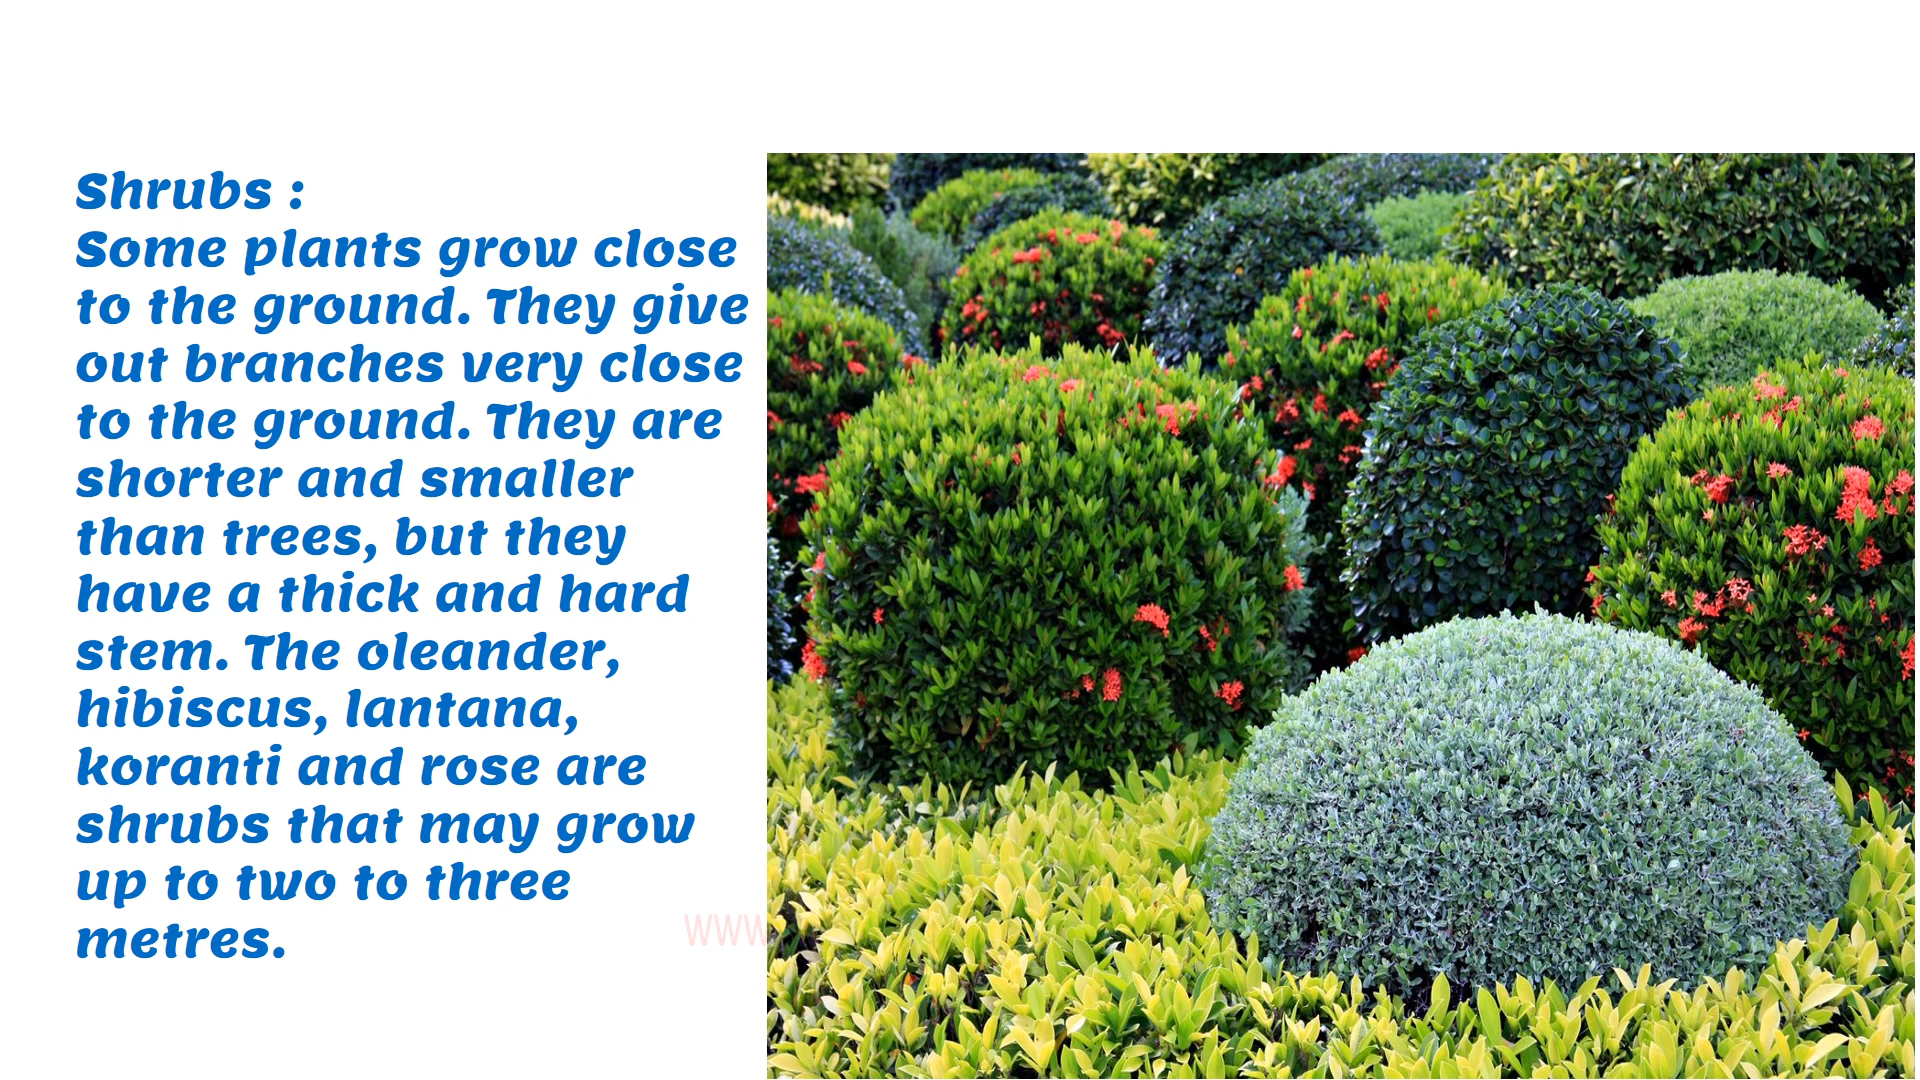 Shrubs :
Some plants grow close
to the ground. They give
out branches very close
to the ground. They are
shorter and smaller
than trees, but they
have a thick and hard
stem. The oleander,
hibiscus, lantana,
koranti and rose are
shrubs that may grow
up to two to three
metres.
www